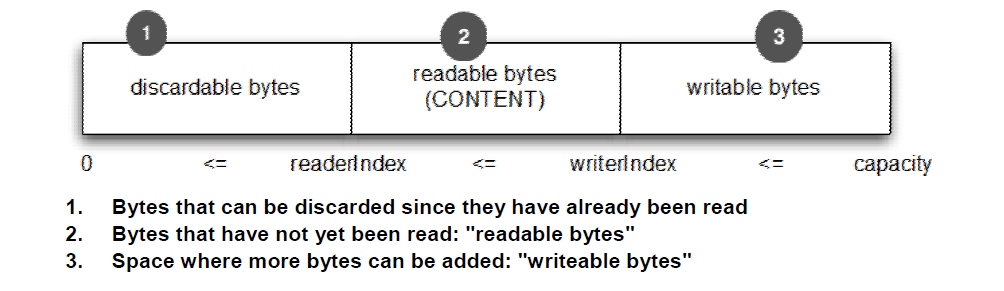 1 2 3
discardable bytes readable bytes (CONTENT) writable bytes
0 <= readerIndex <= writerIndex <= capacity
1. Bytes that can be discarded since they have already been read
2. Bytes that have not yet been read: "readable bytes"
3. Space where more bytes can be added: "writeable bytes"